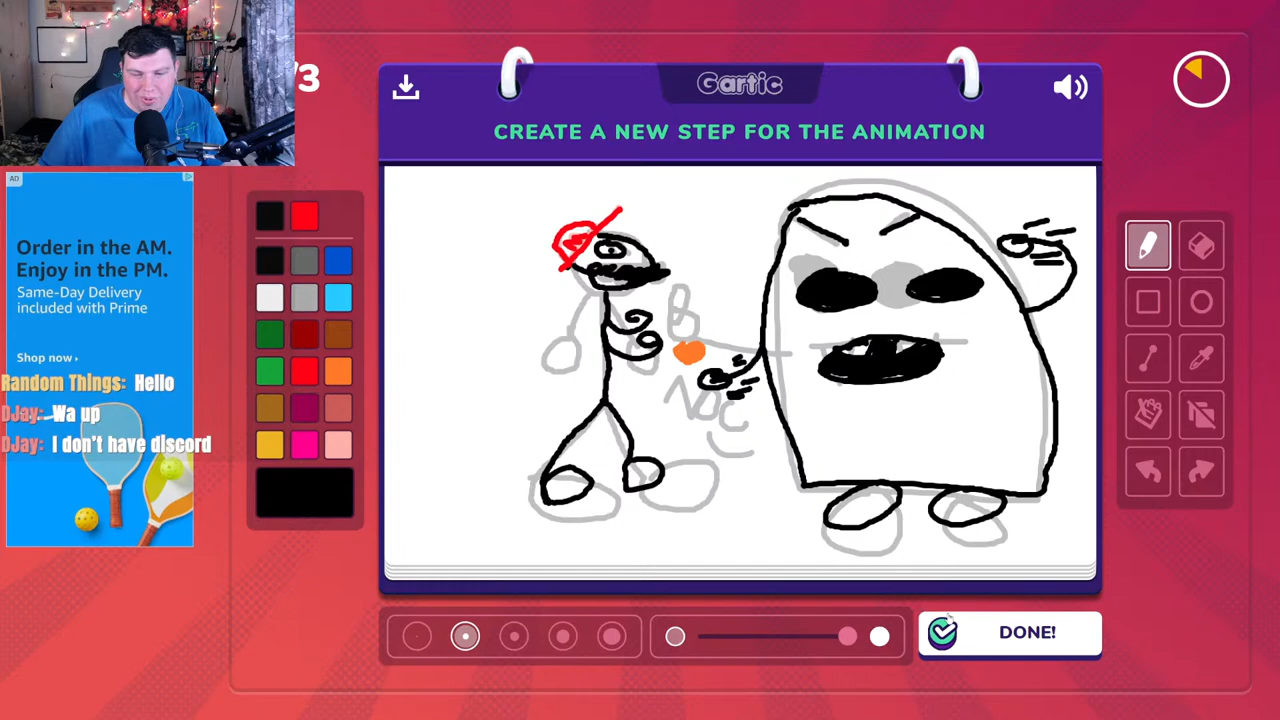 /3
Gartic
CREATE A NEW STEP FOR THE ANIMATION
AD
Order in the AM.
Enjoy in the PM.
Same-Day Delivery
included with Prime
Shop now ›
Random Things: Hello
DJay: Wa up
DJay: I don't have discord
DONE!